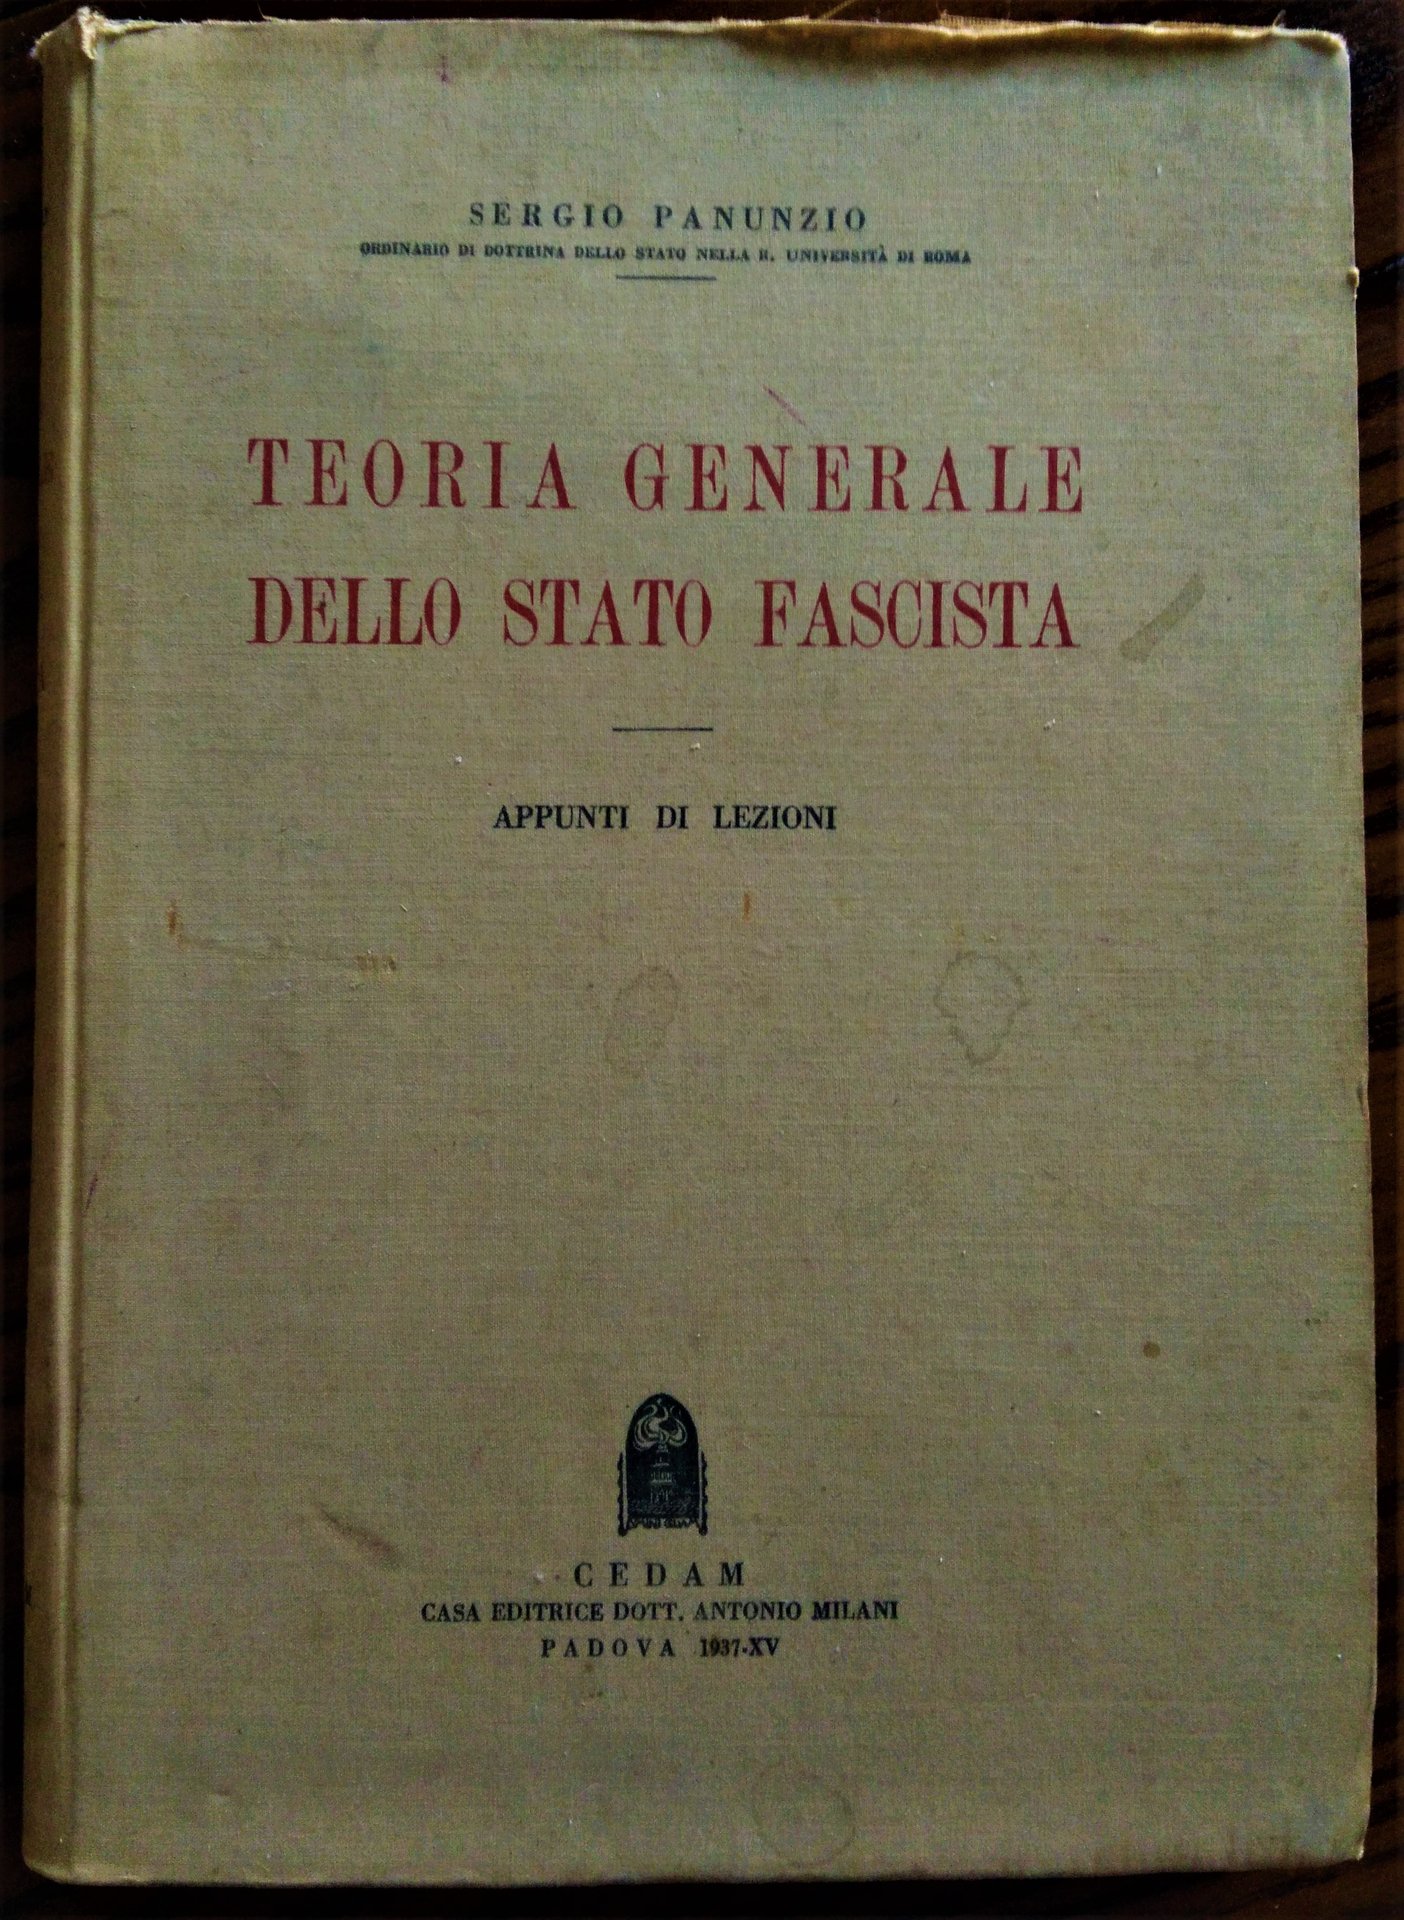 SERGIO PANUNZIO
ORDINARIO DI DOTTRINA DELLO STATO NELLA R. UNIVERSITÀ DI ROMA
TEORIA GENERALE
DELLO STATO FASCISTA
APPUNTI DI LEZIONI
CEDAM
CASA EDITRICE DOTT. ANTONIO MILANI
PADOVA 1937-XV